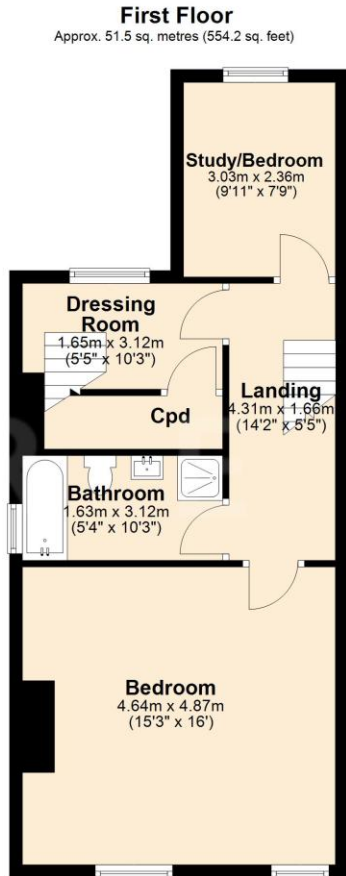 First Floor
Approx. 51.5 sq. metres (554.2 sq. feet)
Study/Bedroom
3.03m x 2.36m
(9'11" x 7'9")
Dressing
Room
1.65m x 3.12m
(5'5" x 10'3")
Landing
4.31m x 1.66m
(14'2" x 5'5")
Cpd
Bathroom
1.63m x 3.12m
(5'4" x 10'3")
Bedroom
4.64m x 4.87m
(15'3" x 16')